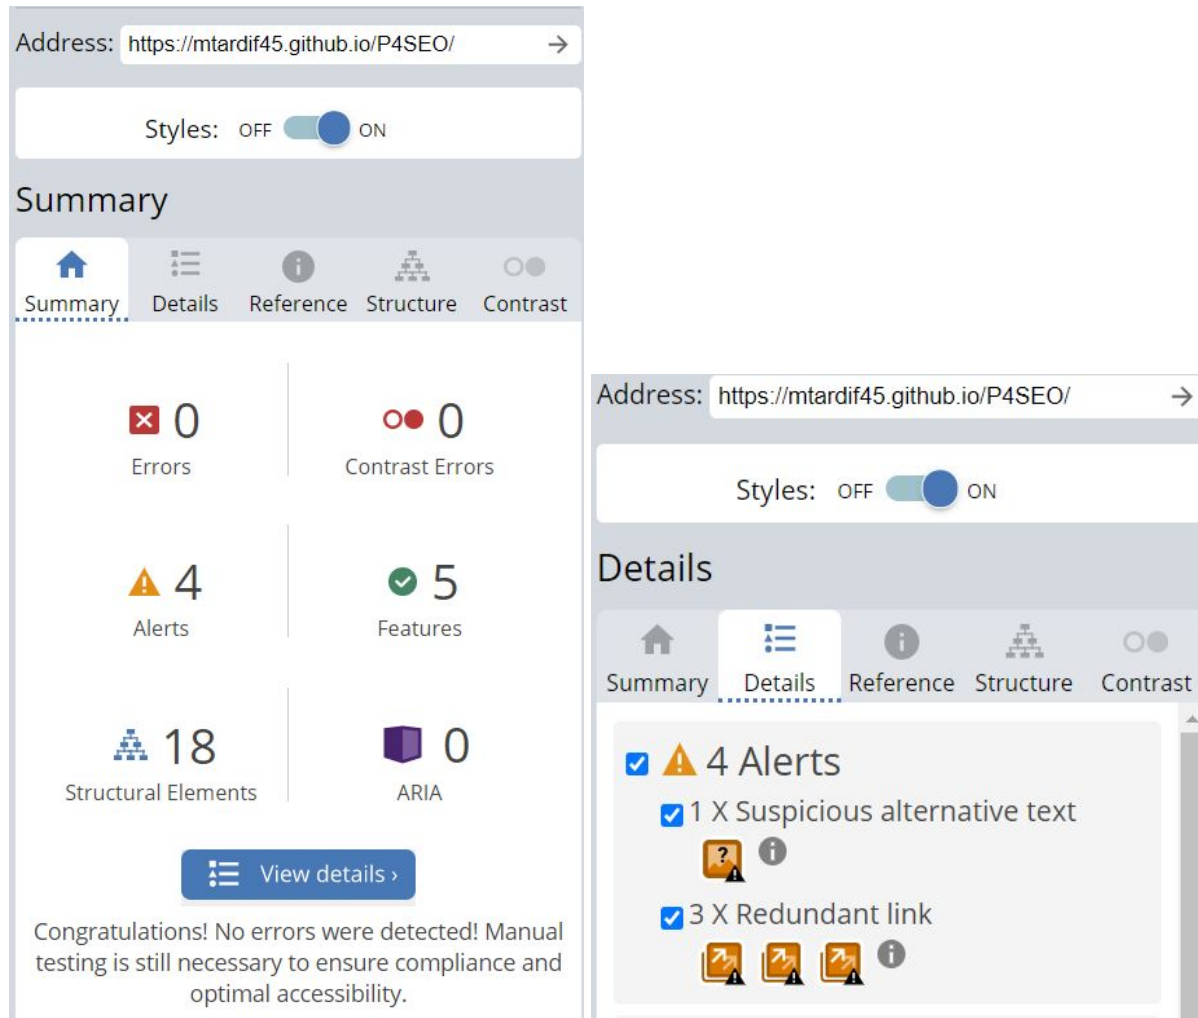 Address: https://mtardif45.github.io/P4SEO/
Styles: OFF ON
Summary
Summary Details Reference Structure Contrast
0 0
Errors Contrast Errors
4 5
Alerts Features
18 0
Structural Elements ARIA
View details ›
Congratulations! No errors were detected! Manual
testing is still necessary to ensure compliance and
optimal accessibility.
Address: https://mtardif45.github.io/P4SEO/
Styles: OFF ON
Details
Summary Details Reference Structure Contrast
4 Alerts
1 X Suspicious alternative text
3 X Redundant link